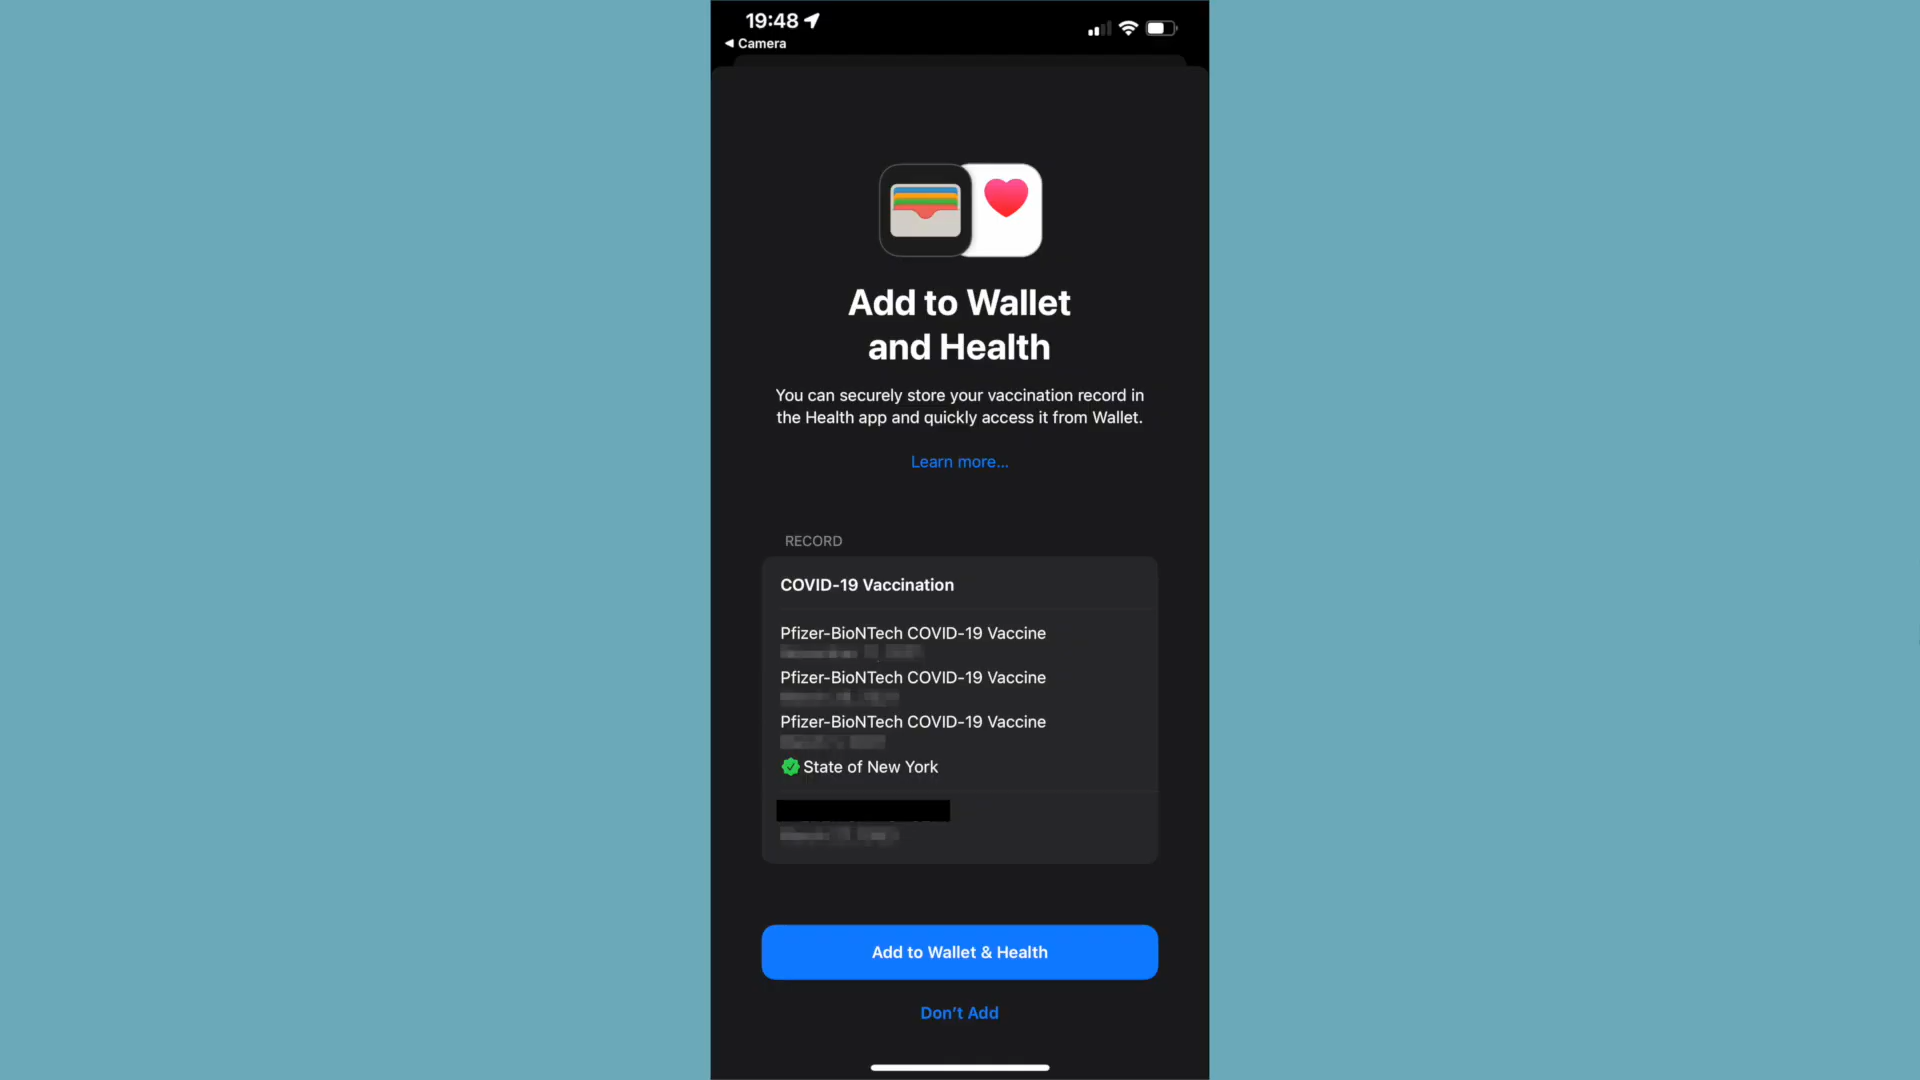 19:48
◀ Camera
Add to Wallet
and Health
You can securely store your vaccination record in
the Health app and quickly access it from Wallet.
Learn more...
RECORD
COVID-19 Vaccination
Pfizer-BioNTech COVID-19 Vaccine
Pfizer-BioNTech COVID-19 Vaccine
Pfizer-BioNTech COVID-19 Vaccine
State of New York
Add to Wallet & Health
Don't Add